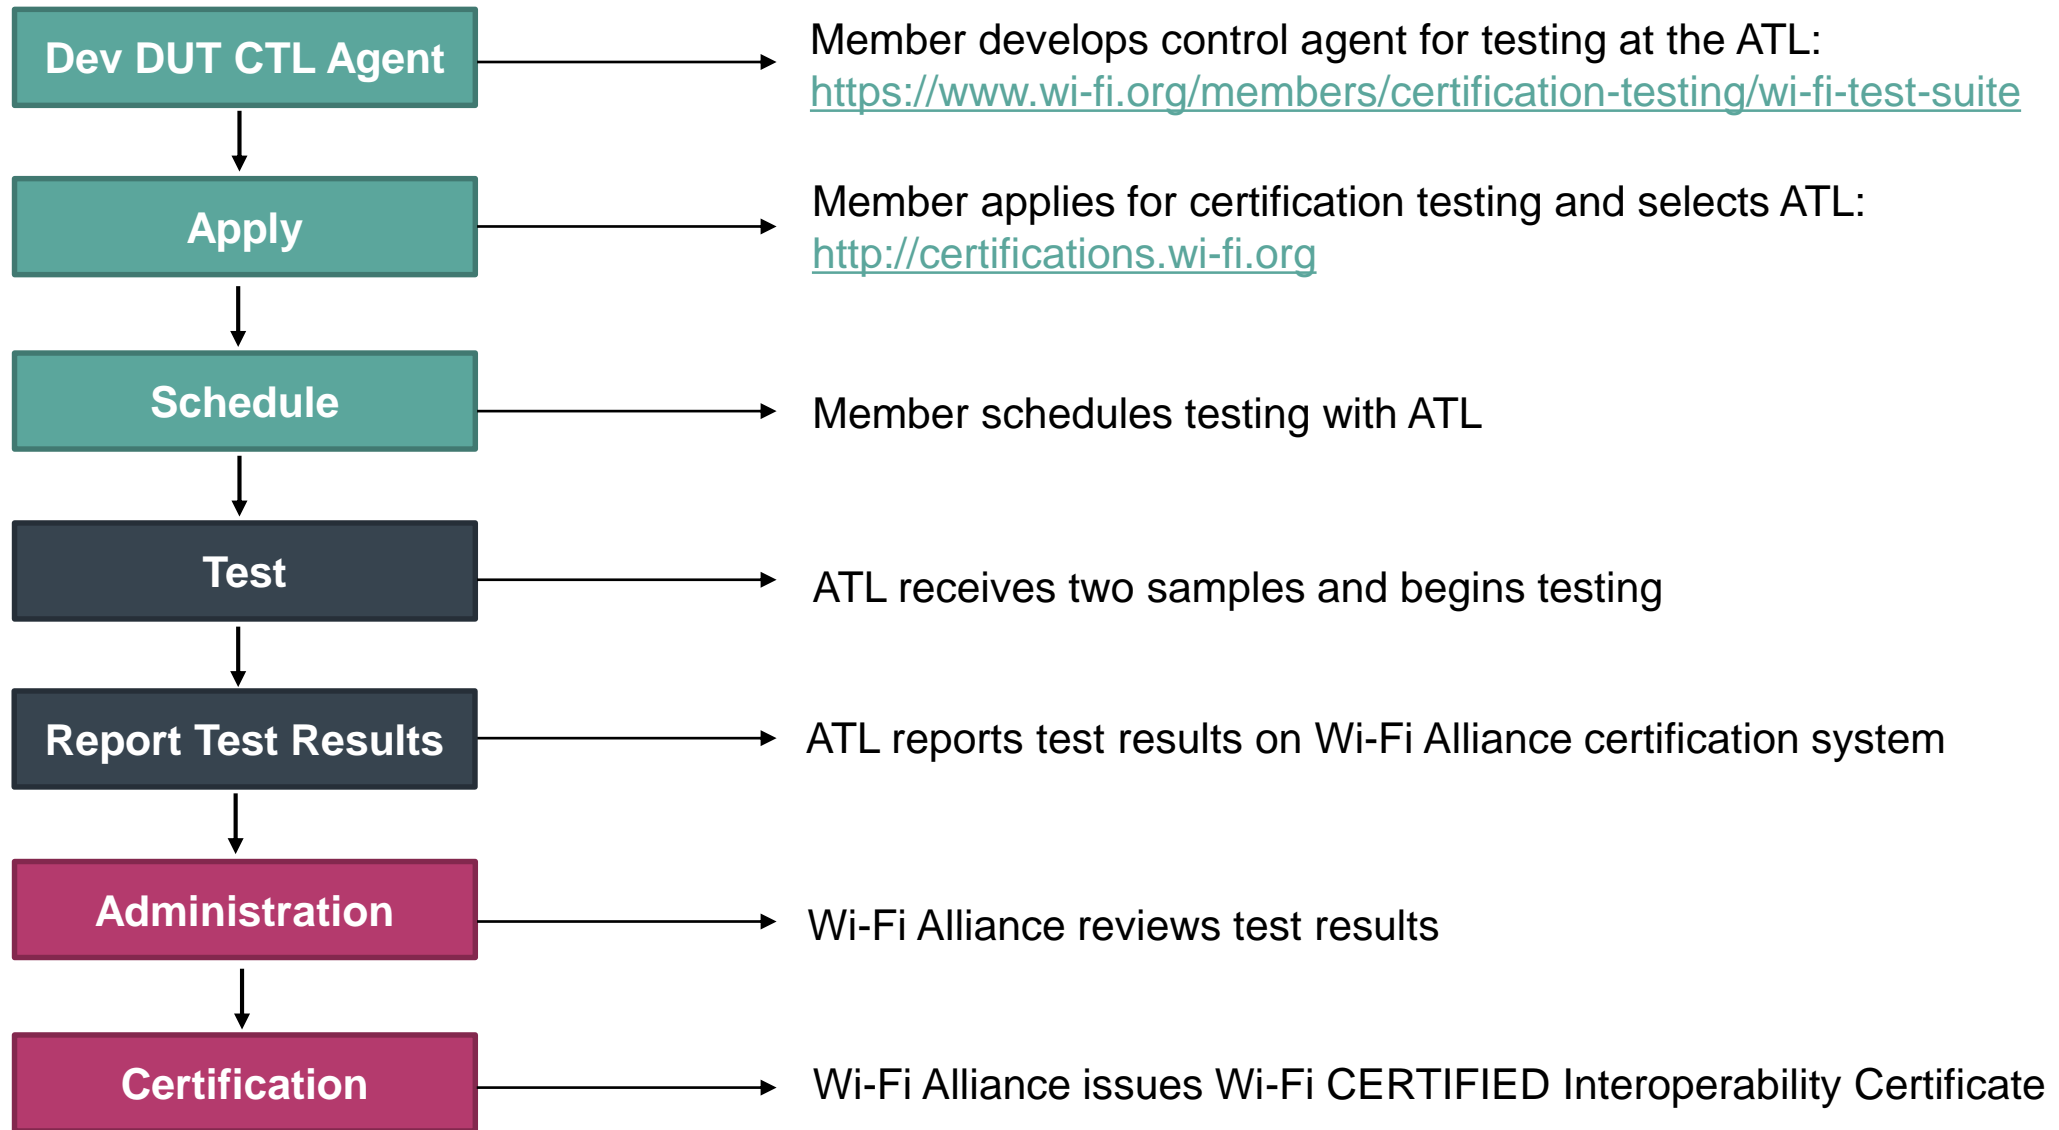 Dev DUT CTL Agent
Member develops control agent for testing at the ATL:
https://www.wi-fi.org/members/certification-testing/wi-fi-test-suite
Apply
Member applies for certification testing and selects ATL:
http://certifications.wi-fi.org
Schedule
Member schedules testing with ATL
Test
ATL receives two samples and begins testing
Report Test Results
ATL reports test results on Wi-Fi Alliance certification system
Administration
Wi-Fi Alliance reviews test results
Certification
Wi-Fi Alliance issues Wi-Fi CERTIFIED Interoperability Certificate